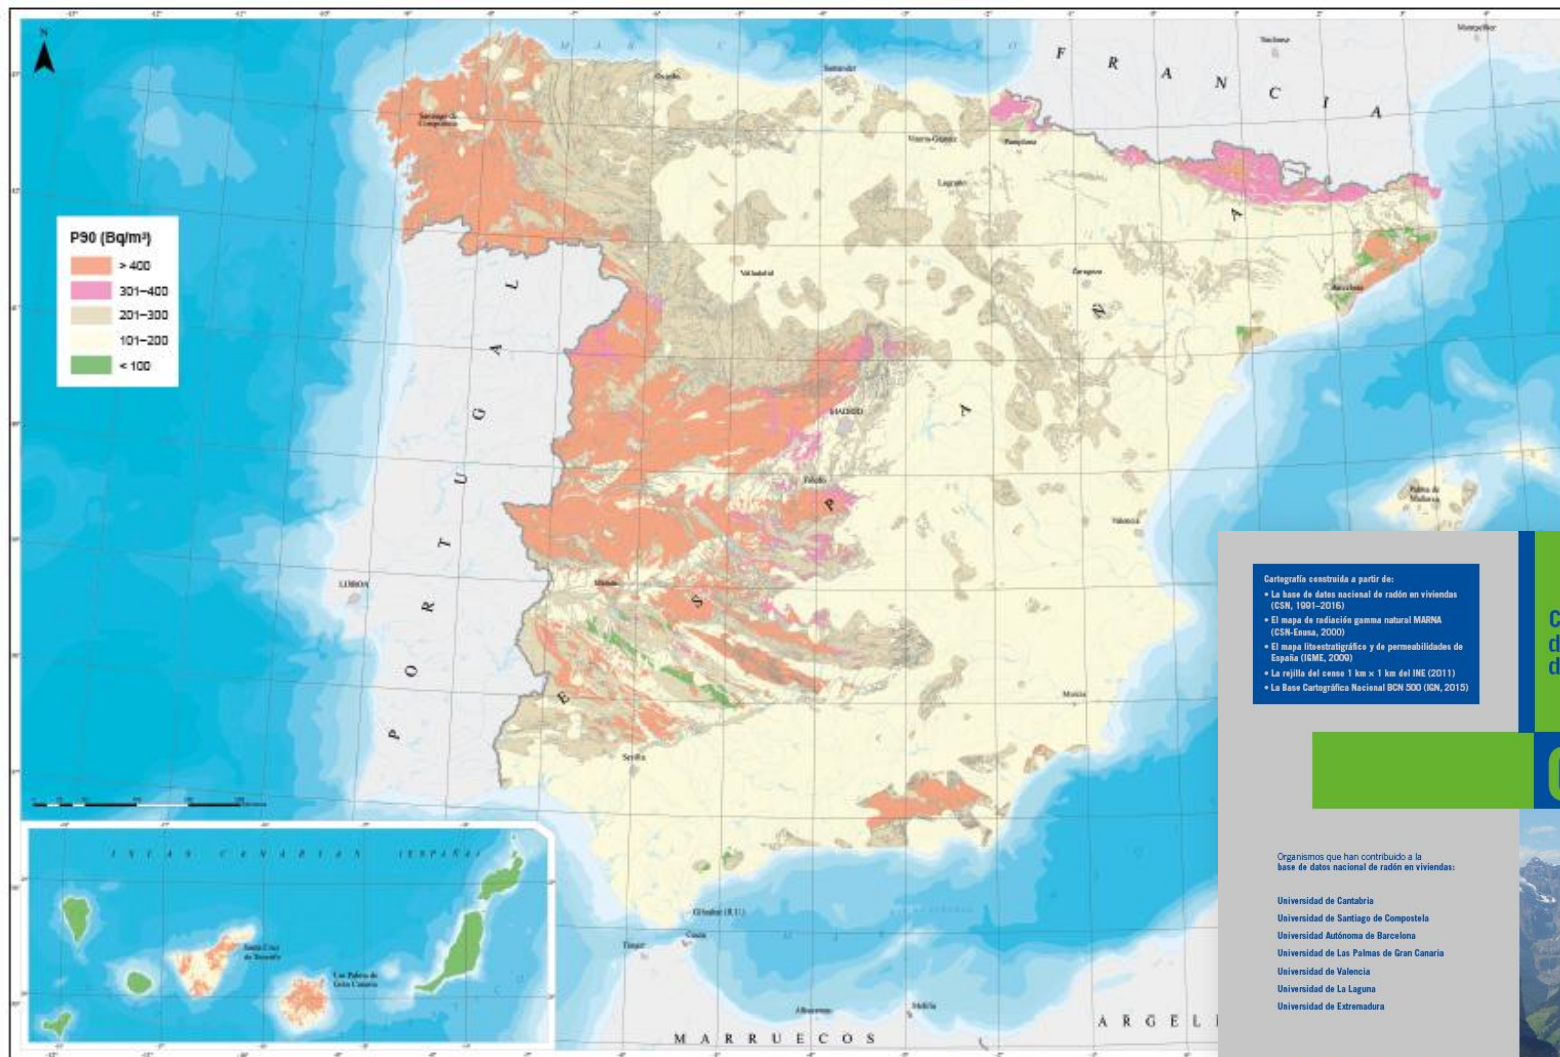 N
MAR
F R A N C I A
Toulouse
Montpellier
Oviedo
Santander
Santiago de
Compostela
Vitoria-Gasteiz
Pamplona
Logroño
P90 (Bq/m³)
> 400
301–400
201–300
101–200
< 100
Valladolid
Zaragoza
Barcelona
P O R T U G A L
E S P A Ñ A
MADRID
Toledo
Palma de
Mallorca
Valencia
LISBOA
Mérida
Murcia
Sevilla
ISLAS CANARIAS (ESPAÑA)
Santa Cruz
de Tenerife
Las Palmas de
Gran Canaria
Gibraltar (R.U.)
Ceuta
Tánger
Melilla
M A R R U E C O S
A R G E L I
Cartografía construida a partir de:
• La base de datos nacional de radón en viviendas
(CSN, 1991–2016)
• El mapa de radiación gamma natural MARNA
(CSN-Enusa, 2000)
• El mapa litoestratigráfico y de permeabilidades de
España (IGME, 2009)
• La rejilla del censo 1 km × 1 km del INE (2011)
• La Base Cartográfica Nacional BCN 500 (IGN, 2015)
C
d
d
Organismos que han contribuido a la
base de datos nacional de radón en viviendas:
Universidad de Cantabria
Universidad de Santiago de Compostela
Universidad Autónoma de Barcelona
Universidad de Las Palmas de Gran Canaria
Universidad de Valencia
Universidad de La Laguna
Universidad de Extremadura